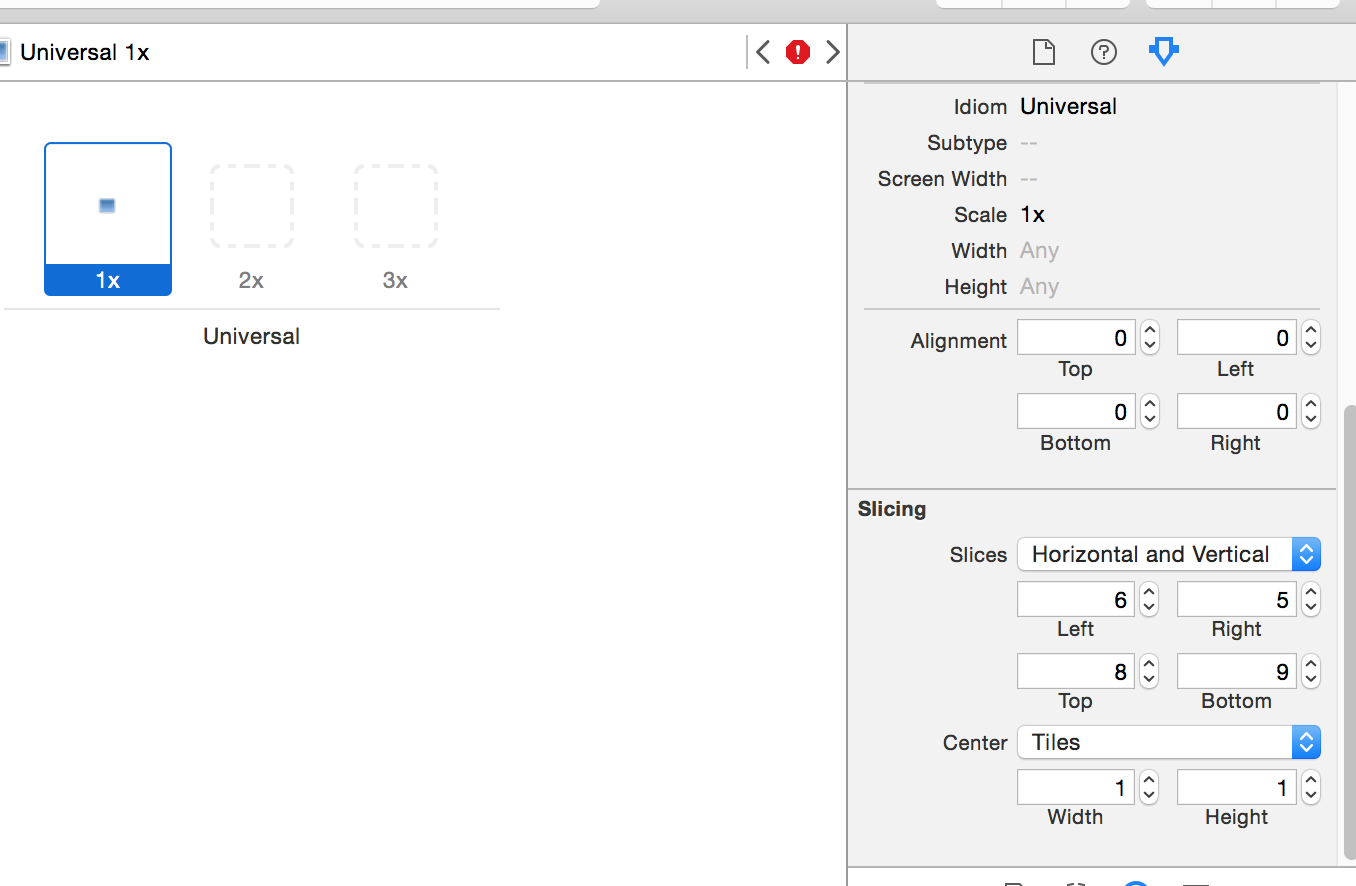 Universal 1x
1x
2x
3x
Universal
Idiom Universal
Subtype --
Screen Width --
Scale 1x
Width Any
Height Any
Alignment 0 0
Top Left
0 0
Bottom Right
Slicing
Slices Horizontal and Vertical
6 5
Left Right
8 9
Top Bottom
Center Tiles
1 1
Width Height